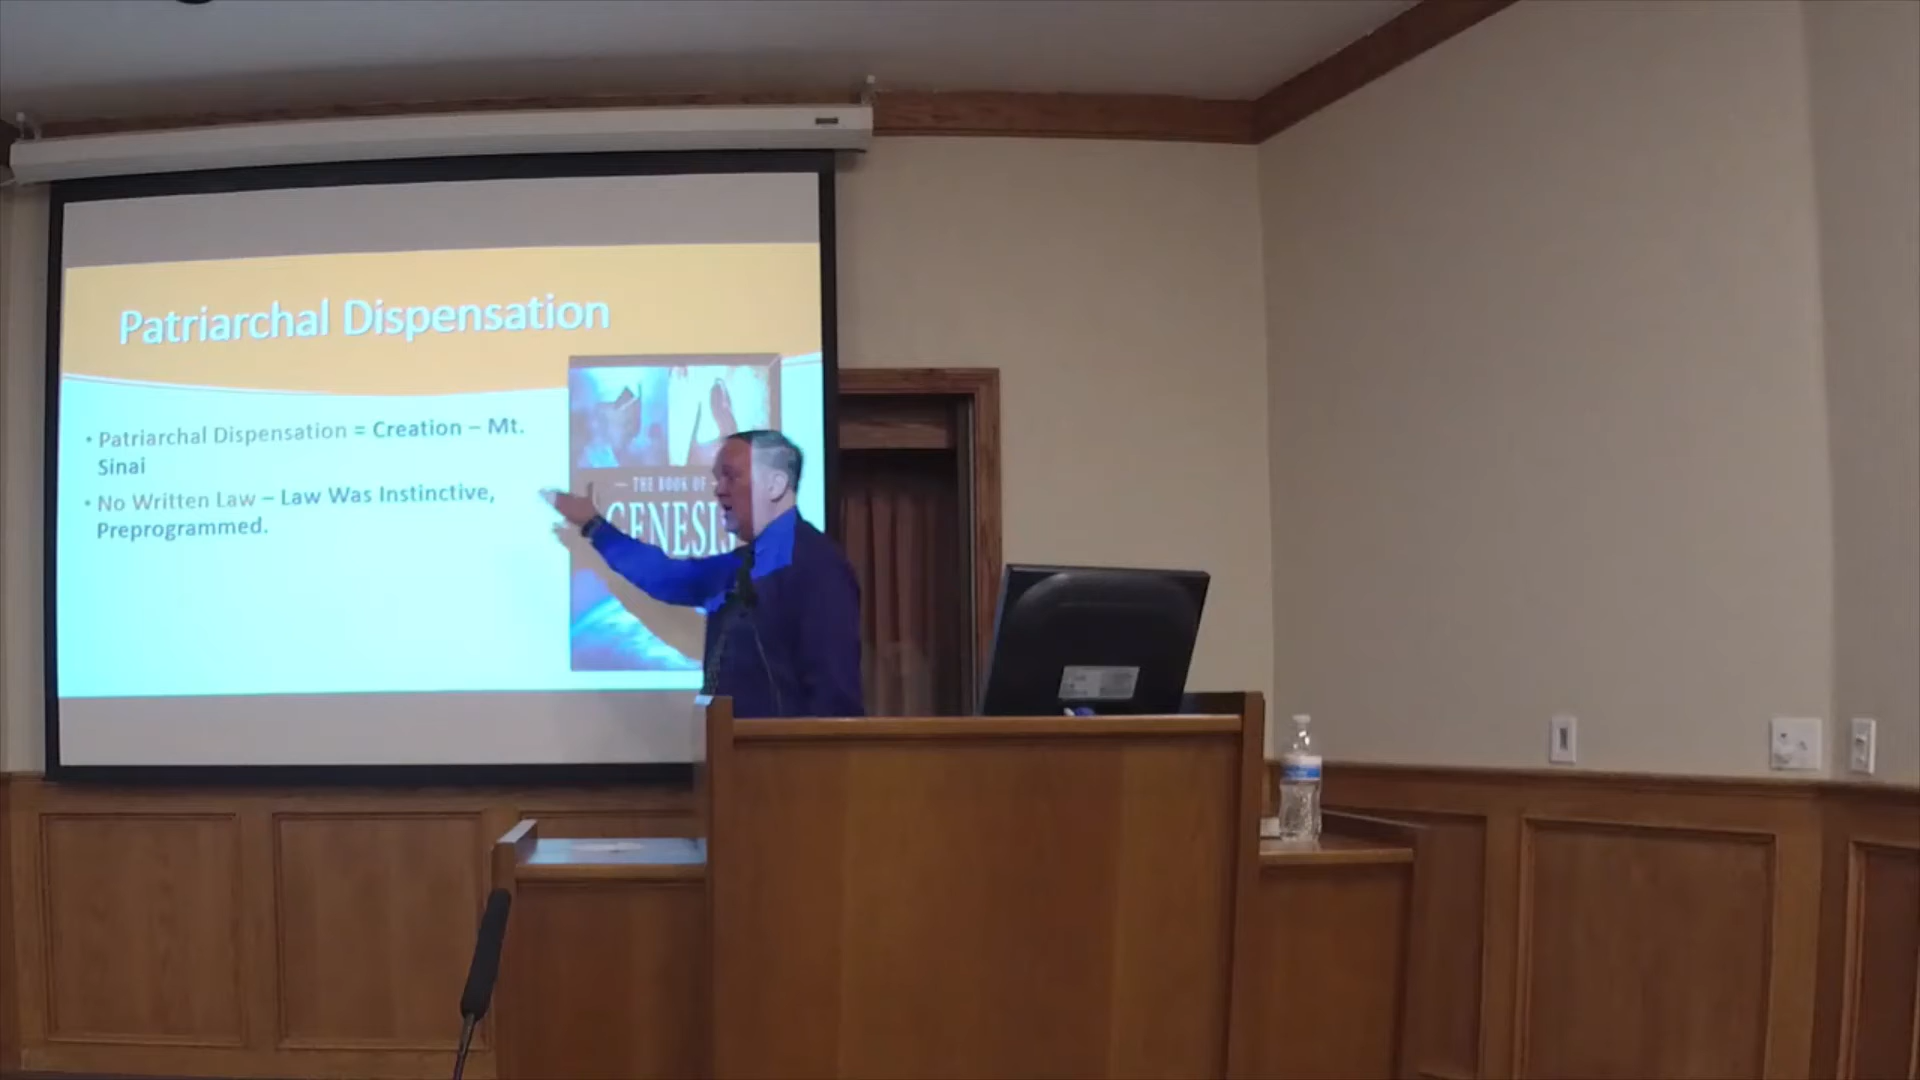 Patriarchal Dispensation
• Patriarchal Dispensation = Creation – Mt.
Sinai
• No Written Law – Law Was Instinctive,
Preprogrammed.
— THE BOOK OF —
GENESIS